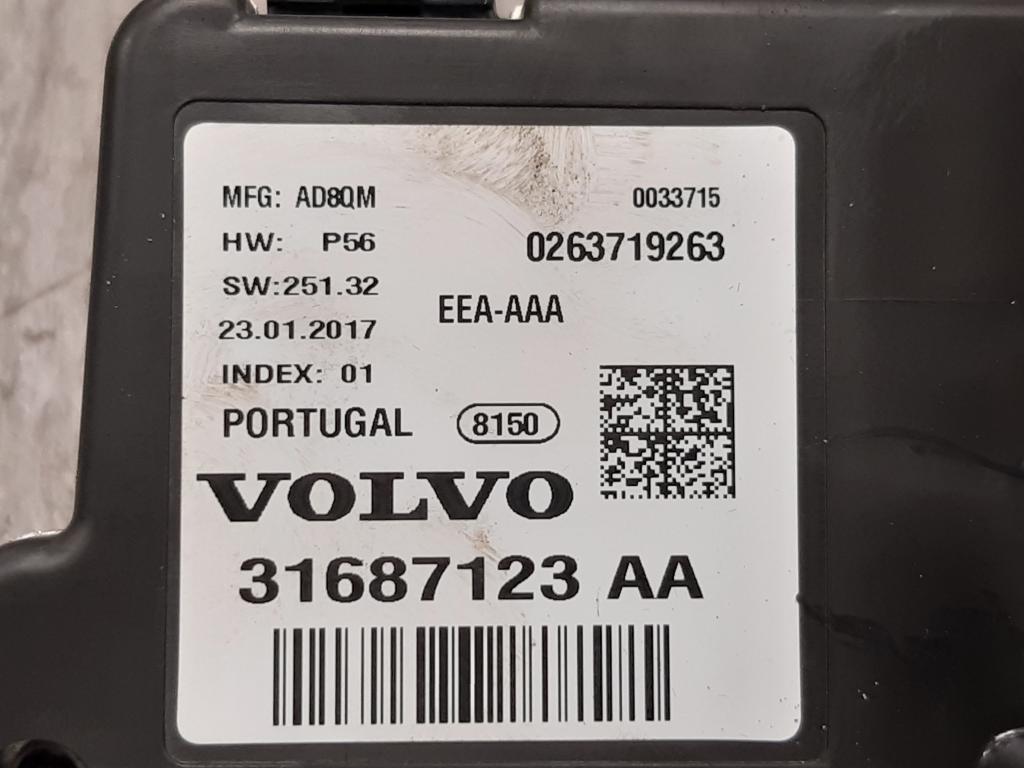 MFG: AD8QM 0033715
HW: P56 0263719263
SW:251.32
EEA-AAA
23.01.2017
INDEX: 01
PORTUGAL 8150
VOLVO
31687123 AA